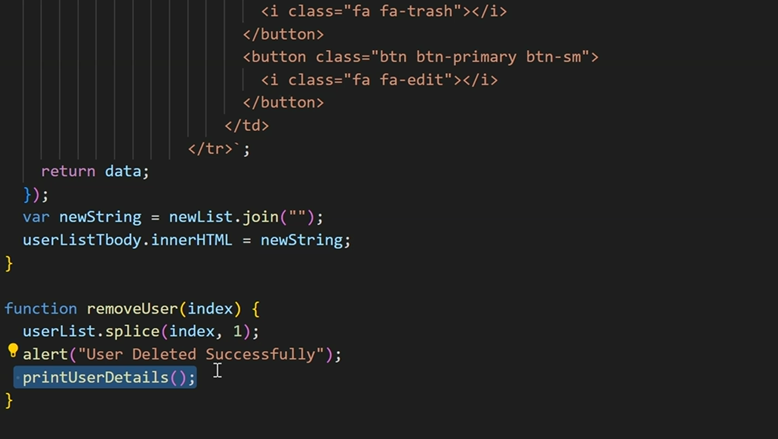 <i class="fa fa-trash"></i>
</button>
<button class="btn btn-primary btn-sm">
<i class="fa fa-edit"></i>
</button>
</td>
</tr>`;
return data;
});
var newString = newList.join("");
userListTbody.innerHTML = newString;
}
function removeUser(index) {
userList.splice(index, 1);
alert("User Deleted Successfully");
printUserDetails();
}